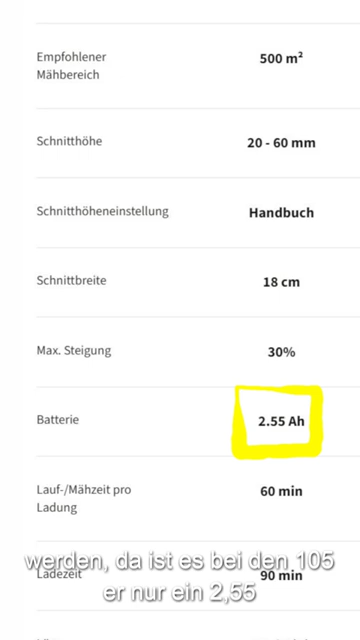 Empfohlener
Mähbereich
500 m²
Schnitthöhe
20 - 60 mm
Schnitthöheneinstellung
Handbuch
Schnittbreite
18 cm
Max. Steigung
30%
Batterie
2.55 Ah
Lauf-/Mähzeit pro
Ladung
60 min
werden, da ist es bei den 105
Ladezeit
90 min
er nur ein 2,55